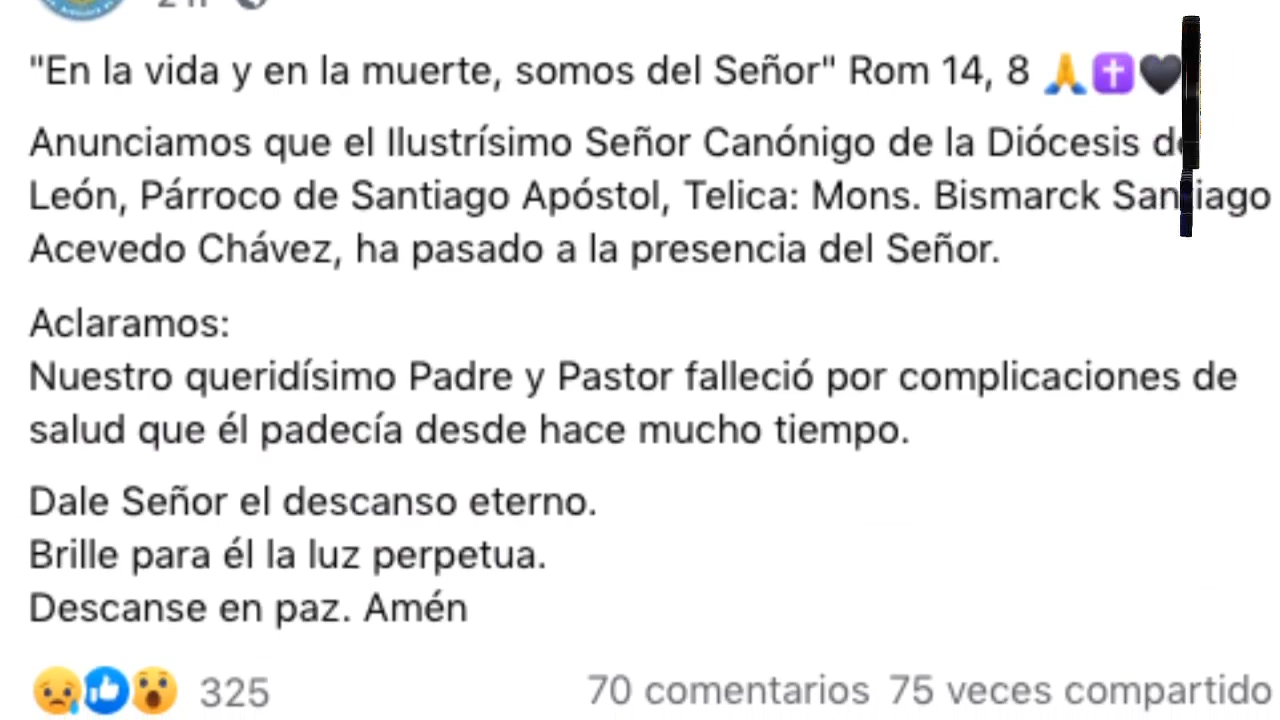 "En la vida y en la muerte, somos del Señor" Rom 14, 8 🙏✝️🖤
Anunciamos que el Ilustrísimo Señor Canónigo de la Diócesis de
León, Párroco de Santiago Apóstol, Telica: Mons. Bismarck Santiago
Acevedo Chávez, ha pasado a la presencia del Señor.
Aclaramos:
Nuestro queridísimo Padre y Pastor falleció por complicaciones de
salud que él padecía desde hace mucho tiempo.
Dale Señor el descanso eterno.
Brille para él la luz perpetua.
Descanse en paz. Amén
325 70 comentarios 75 veces compartido